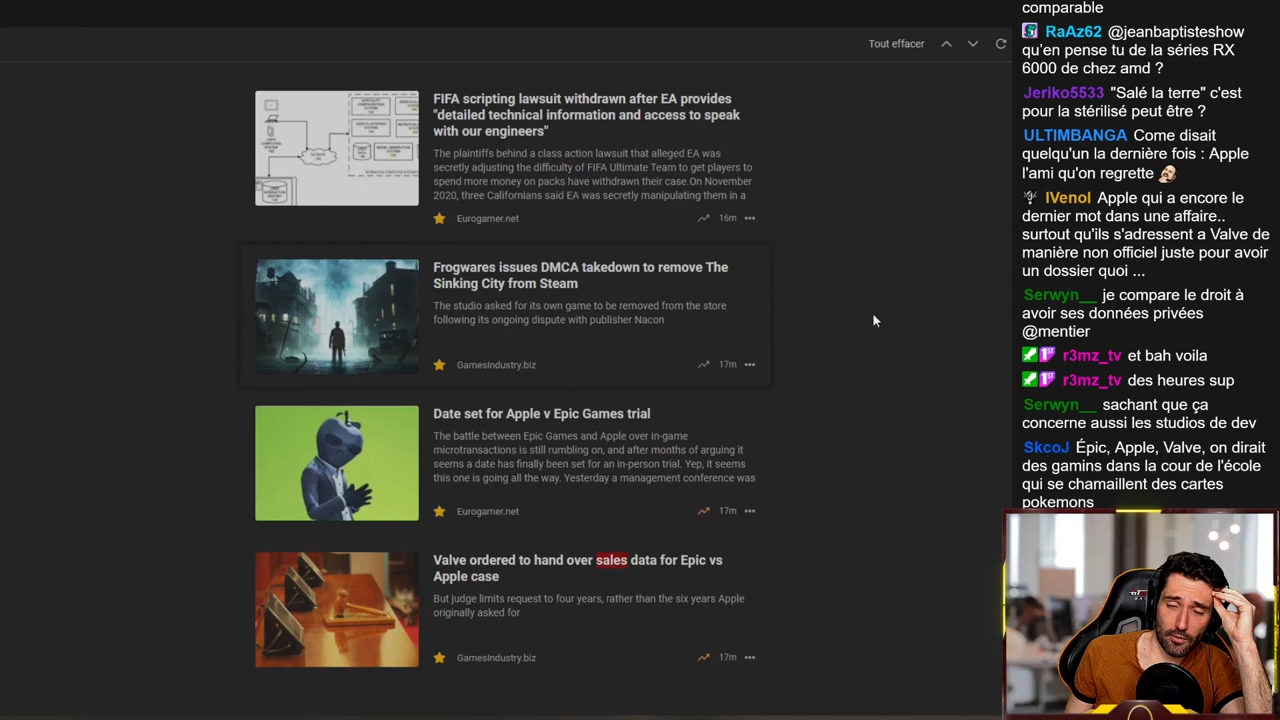 Tout effacer
FIFA scripting lawsuit withdrawn after EA provides
"detailed technical information and access to speak
with our engineers"
The plaintiffs behind a class action lawsuit that alleged EA was
secretly adjusting the difficulty of FIFA Ultimate Team to get players to
spend more money on packs have withdrawn their case.On November
2020, three Californians said EA was secretly manipulating them in a
Eurogamer.net
16m
Frogwares issues DMCA takedown to remove The
Sinking City from Steam
The studio asked for its own game to be removed from the store
following its ongoing dispute with publisher Nacon
GamesIndustry.biz
17m
Date set for Apple v Epic Games trial
The battle between Epic Games and Apple over in-game
microtransactions is still rumbling on, and after months of arguing it
seems a date has finally been set for an in-person trial. Yep, it seems
this one is going all the way. Yesterday a management conference was
Eurogamer.net
17m
Valve ordered to hand over sales data for Epic vs
Apple case
But judge limits request to four years, rather than the six years Apple
originally asked for
GamesIndustry.biz
17m
comparable
RaAz62 @jeanbaptisteshow
qu'en pense tu de la séries RX
6000 de chez amd ?
Jeriko5533 "Salé la terre" c'est
pour la stérilisé peut être ?
ULTIMBANGA Come disait
quelqu'un la dernière fois : Apple
l'ami qu'on regrette
IVenol Apple qui a encore le
dernier mot dans une affaire..
surtout qu'ils s'adressent a Valve de
manière non officiel juste pour avoir
un dossier quoi ...
Serwyn__ je compare le droit à
avoir ses données privées
@mentier
r3mz_tv et bah voila
r3mz_tv des heures sup
Serwyn__ sachant que ça
concerne aussi les studios de dev
SkcoJ Épic, Apple, Valve, on dirait
des gamins dans la cour de l'école
qui se chamaillent des cartes
pokemons